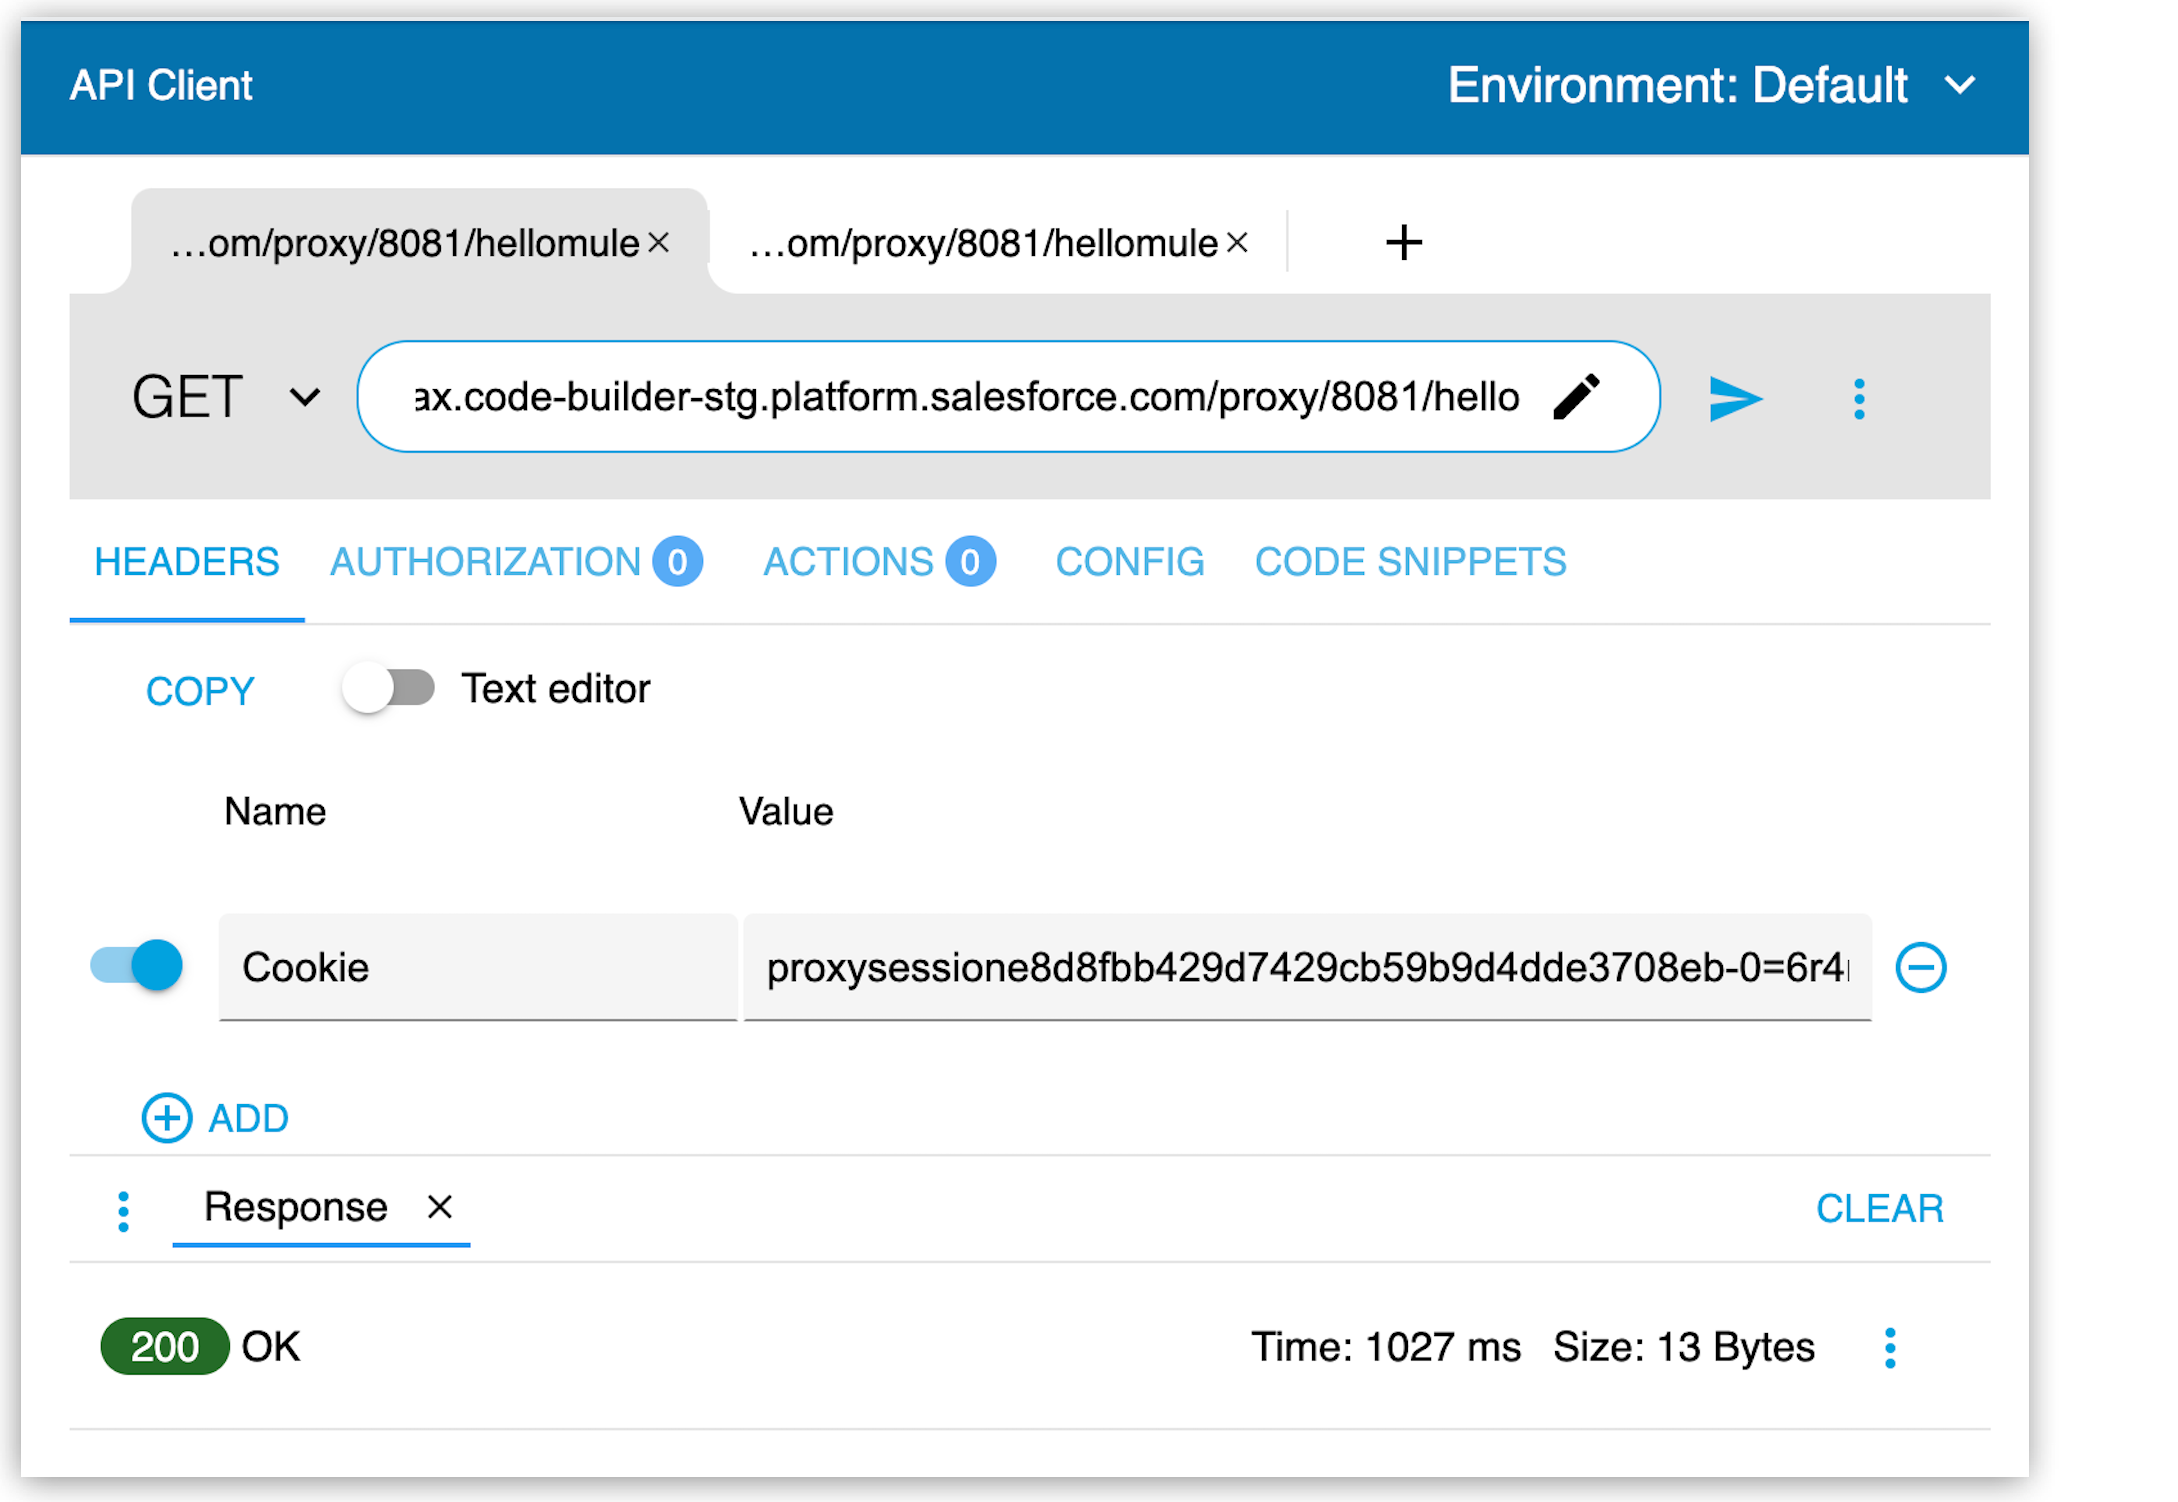 API Client
Environment: Default
...om/proxy/8081/hellomule
...om/proxy/8081/hellomule
GET
ax.code-builder-stg.platform.salesforce.com/proxy/8081/hello
HEADERS AUTHORIZATION 0 ACTIONS 0 CONFIG CODE SNIPPETS
COPY Text editor
Name Value
Cookie proxysessione8d8fbb429d7429cb59b9d4dde3708eb-0=6r4
ADD
Response CLEAR
200 OK Time: 1027 ms Size: 13 Bytes